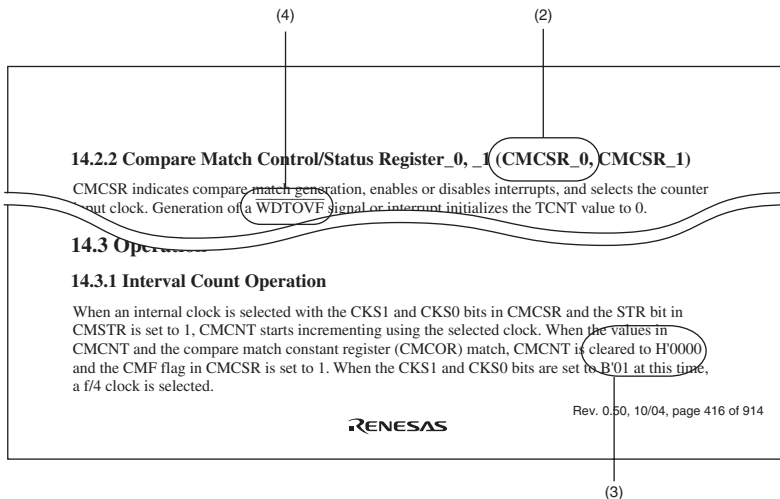 (4) (2)
14.2.2 Compare Match Control/Status Register_0, _1 (CMCSR_0, CMCSR_1)
CMCSR indicates compare match generation, enables or disables interrupts, and selects the counter
input clock. Generation of a WDTOVF signal or interrupt initializes the TCNT value to 0.
14.3 Operation
14.3.1 Interval Count Operation
When an internal clock is selected with the CKS1 and CKS0 bits in CMCSR and the STR bit in
CMSTR is set to 1, CMCNT starts incrementing using the selected clock. When the values in
CMCNT and the compare match constant register (CMCOR) match, CMCNT is cleared to H'0000
and the CMF flag in CMCSR is set to 1. When the CKS1 and CKS0 bits are set to B'01 at this time,
a f/4 clock is selected.
Rev. 0.50, 10/04, page 416 of 914
RENESAS
(3)